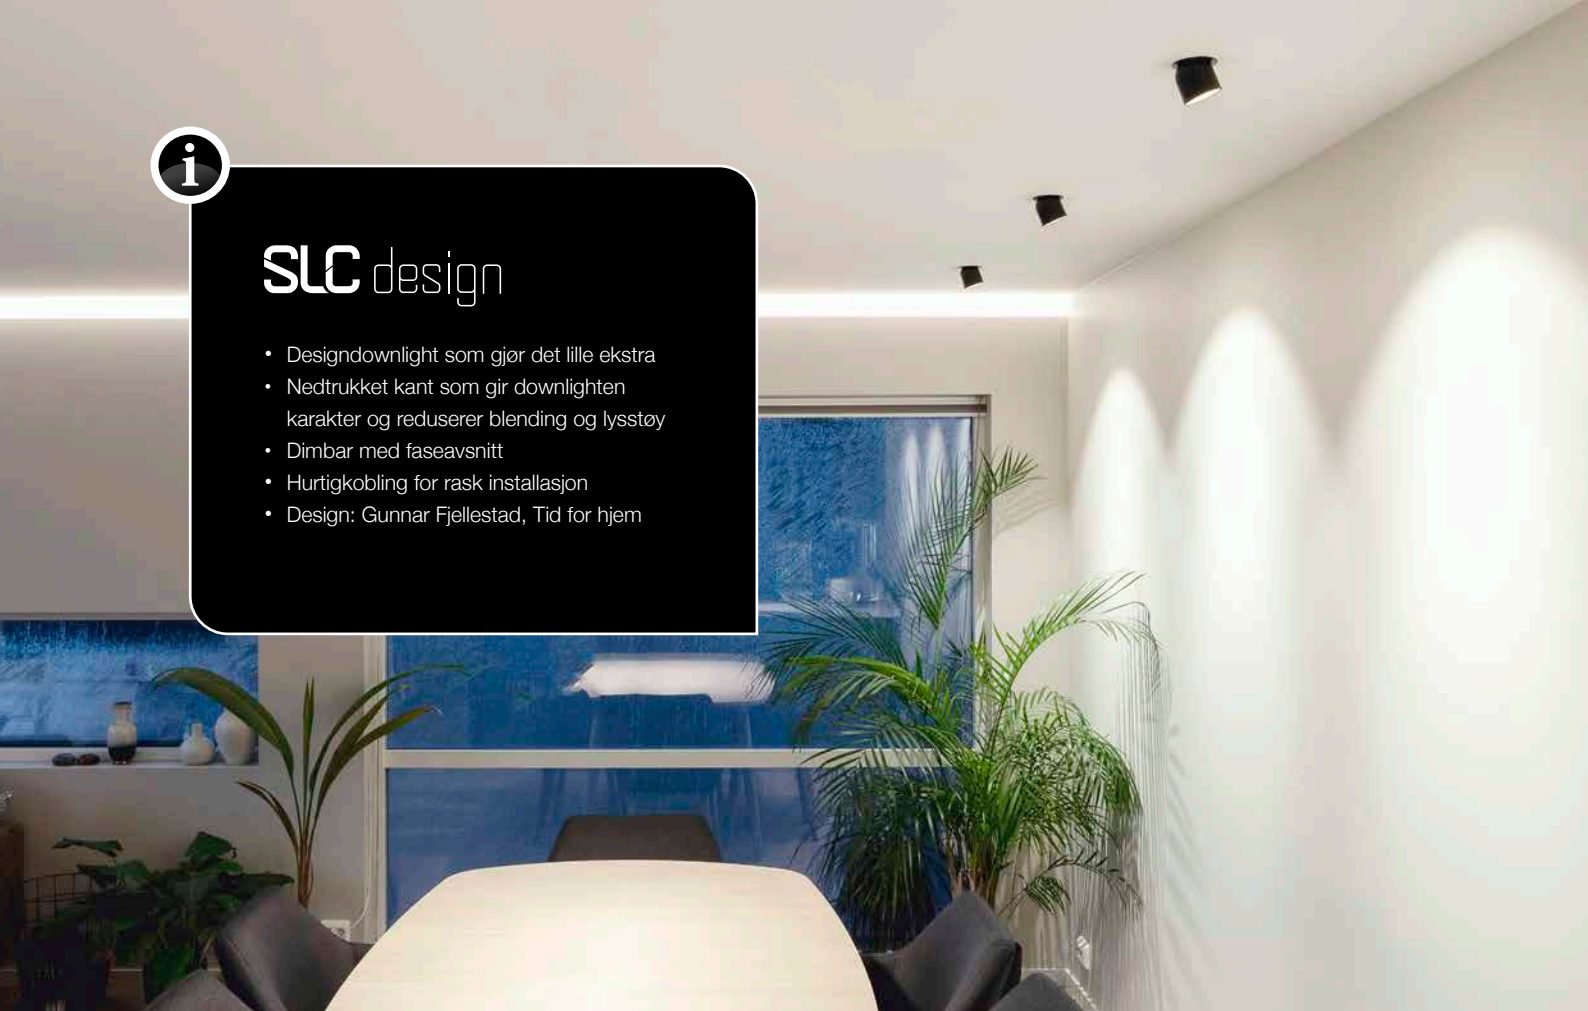 i
SLC design
• Designdownlight som gjør det lille ekstra
• Nedtrukket kant som gir downlighten
karakter og reduserer blending og lysstøy
• Dimbar med faseavsnitt
• Hurtigkobling for rask installasjon
• Design: Gunnar Fjellestad, Tid for hjem